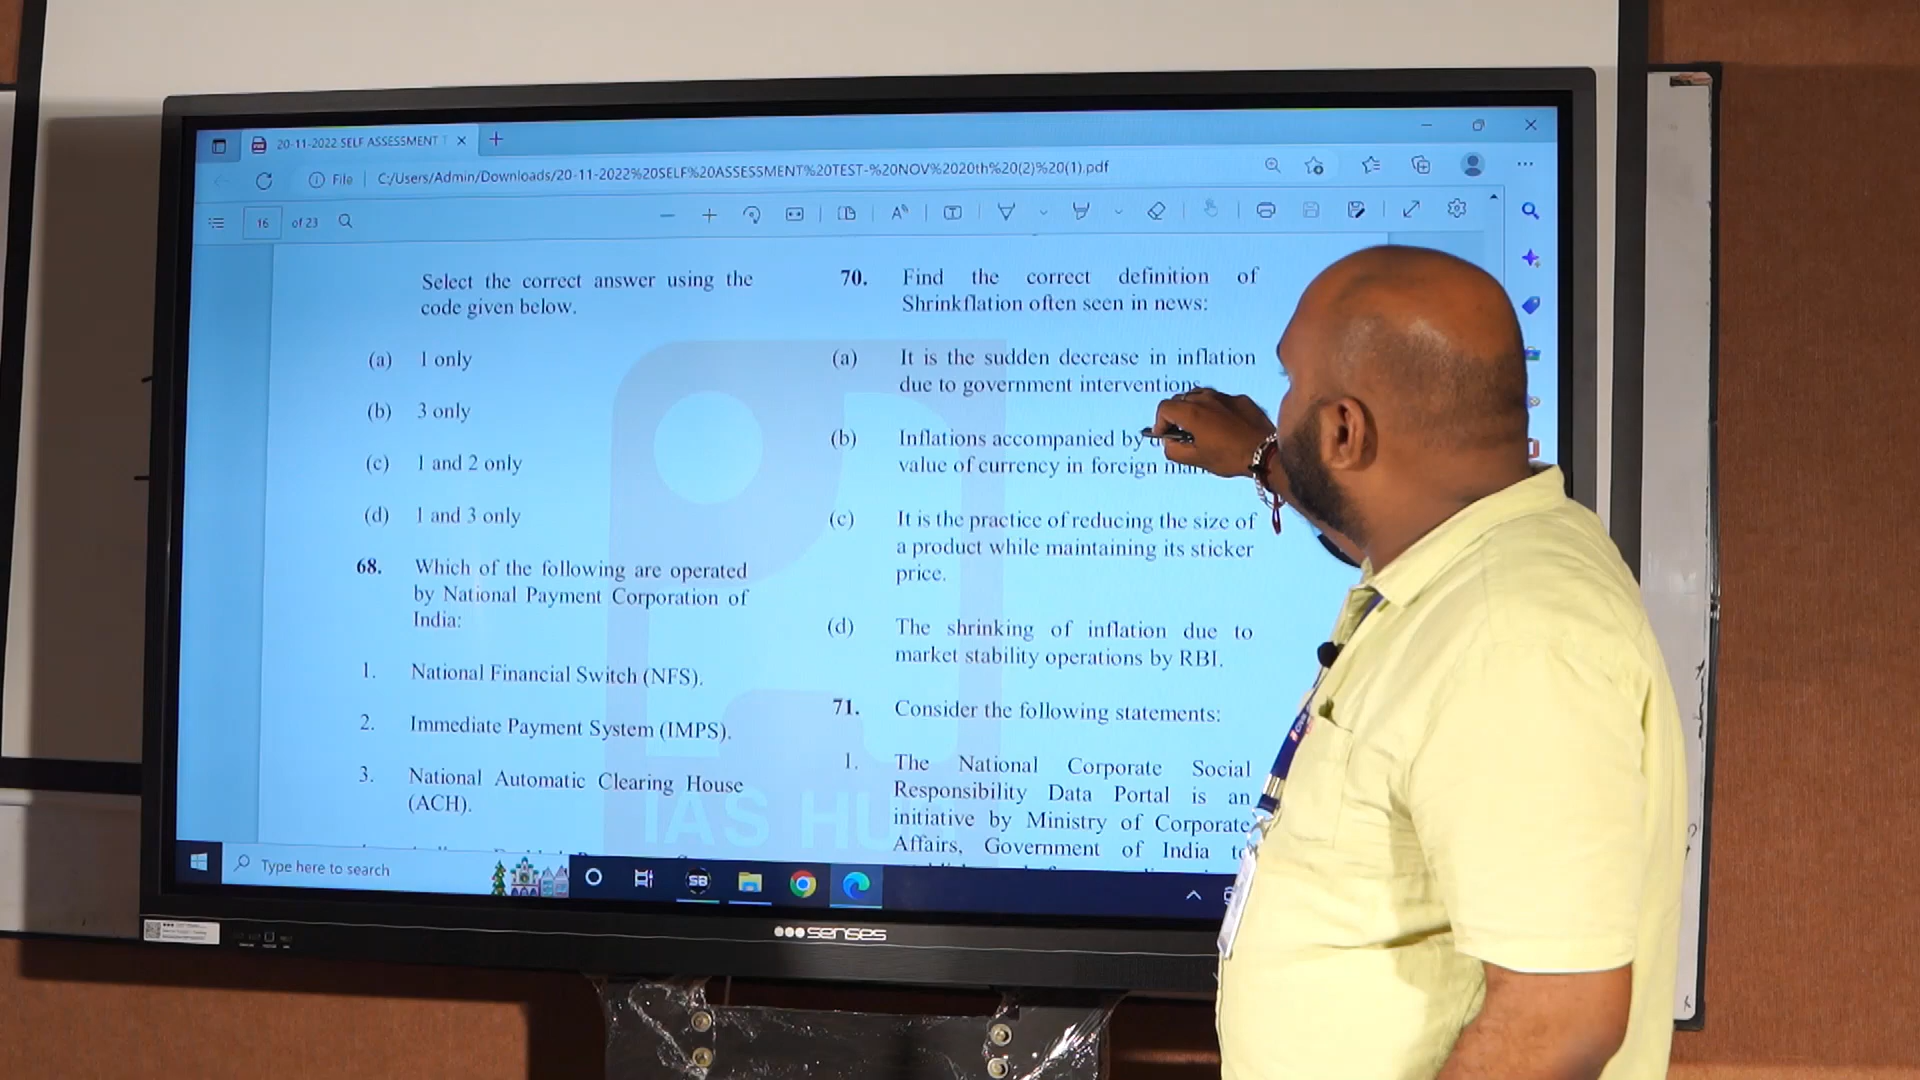 20-11-2022 SELF ASSESSMENT
File C:/Users/Admin/Downloads/20-11-2022%20SELF%20ASSESSMENT%20TEST-%20NOV%2020th%20(2)%20(1).pdf
16 of 23
Select the correct answer using the
code given below.
(a) 1 only
(b) 3 only
(c) 1 and 2 only
(d) 1 and 3 only
68. Which of the following are operated
by National Payment Corporation of
India:
1. National Financial Switch (NFS).
2. Immediate Payment System (IMPS).
3. National Automatic Clearing House
(ACH).
70. Find the correct definition of
Shrinkflation often seen in news:
(a) It is the sudden decrease in inflation
due to government interventions
(b) Inflations accompanied by
value of currency in foreign
(c) It is the practice of reducing the size of
a product while maintaining its sticker
price.
(d) The shrinking of inflation due to
market stability operations by RBI.
71. Consider the following statements:
1. The National Corporate Social
Responsibility Data Portal is an
initiative by Ministry of Corporate
Affairs, Government of India to
IAS HU
Type here to search
SB
senses